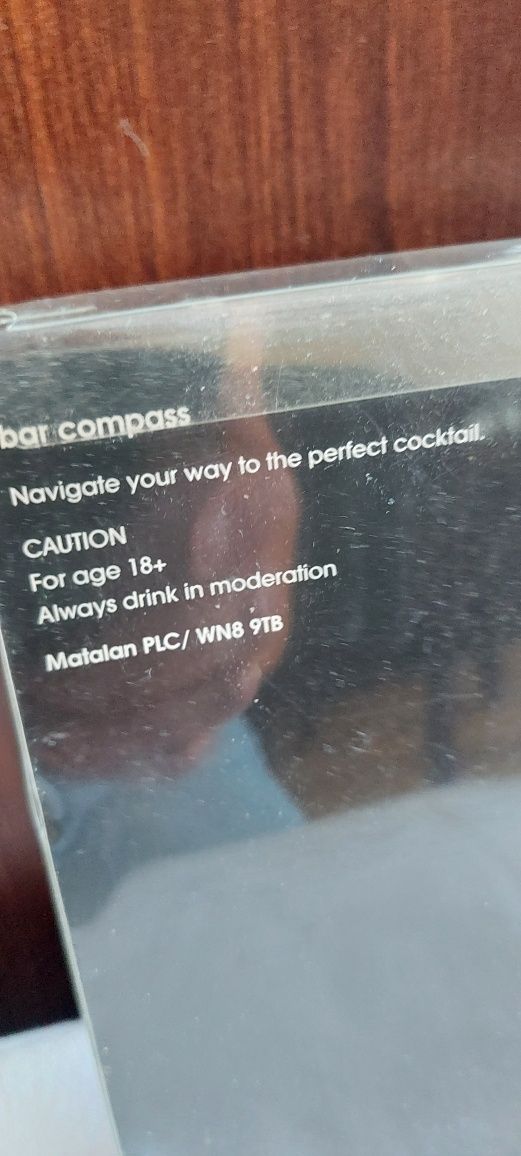 bar compass
Navigate your way to the perfect cocktail.
CAUTION
For age 18+
Always drink in moderation
Matalan PLC/ WN8 9TB